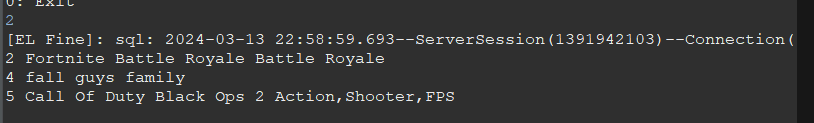 0: Exit
2
[EL Fine]: sql: 2024-03-13 22:58:59.693--ServerSession(1391942103)--Connection(
2 Fortnite Battle Royale Battle Royale
4 fall guys family
5 Call Of Duty Black Ops 2 Action,Shooter,FPS